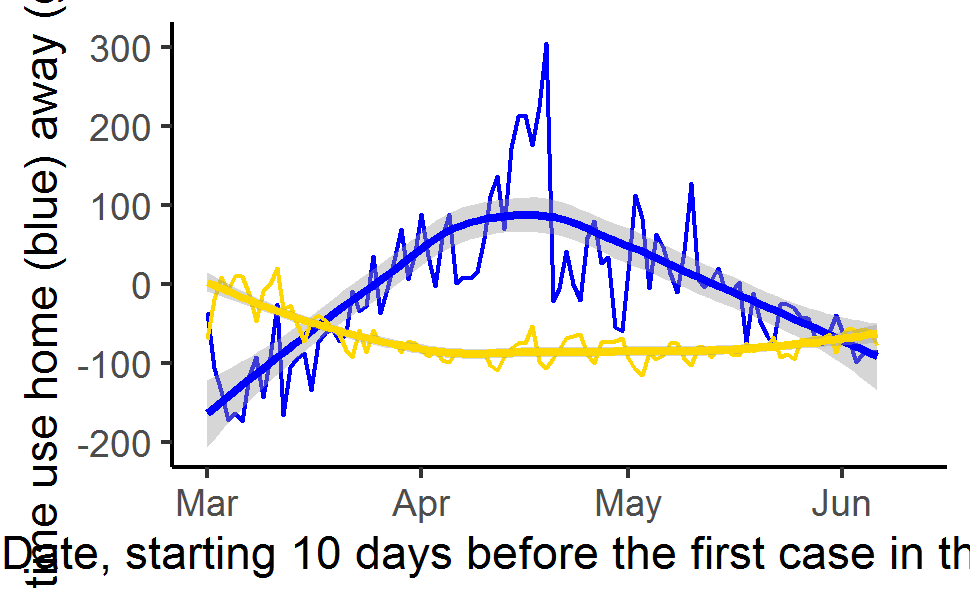 time use home (blue) away (
300
200
100
0
-100
-200
Mar Apr May Jun
Date, starting 10 days before the first case in th